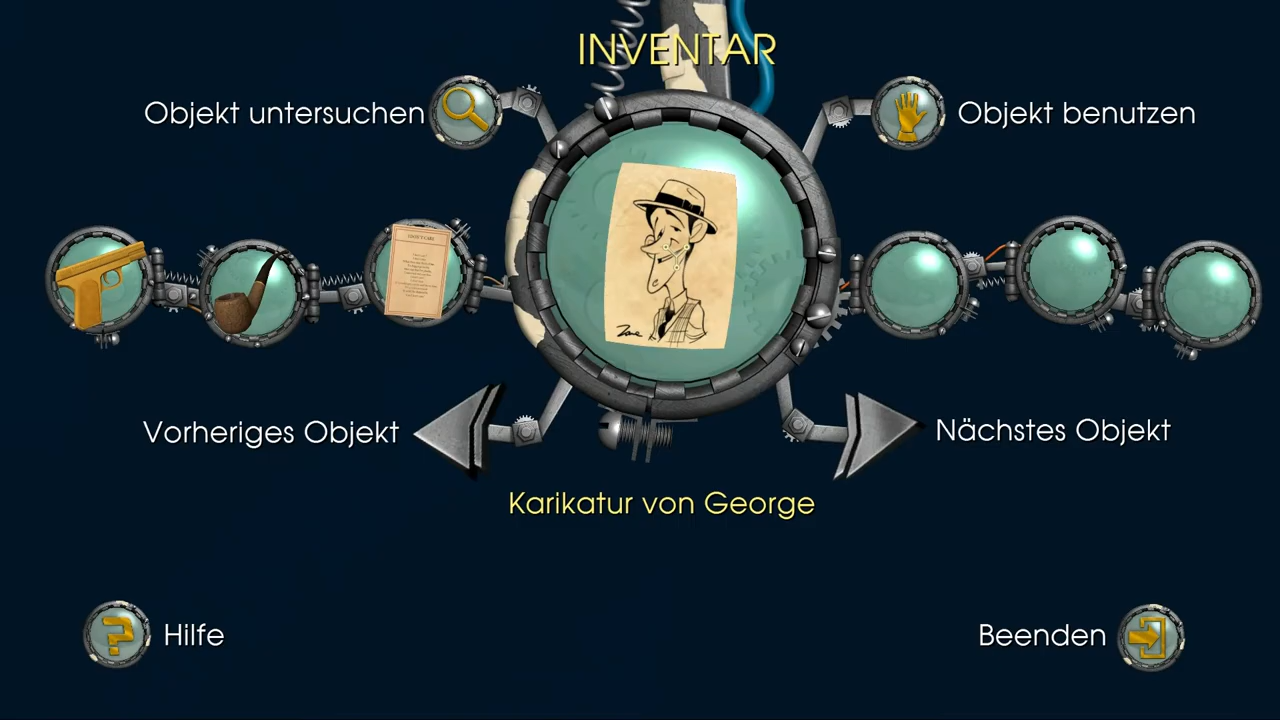 INVENTAR
Objekt untersuchen
Objekt benutzen
Vorheriges Objekt
Nächstes Objekt
Karikatur von George
Hilfe
Beenden